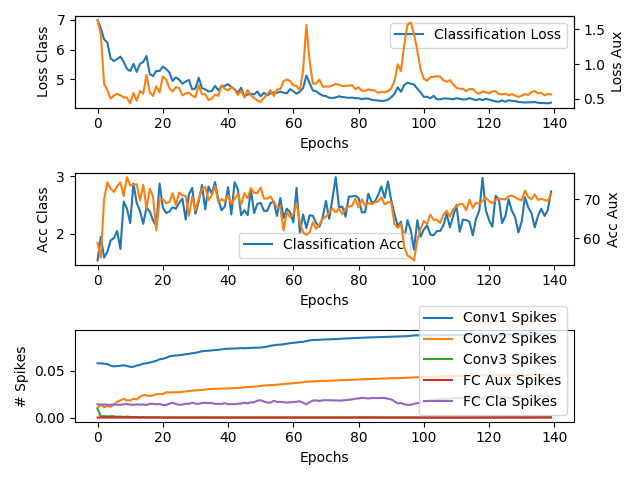 7
6
5
Loss Class
Classification Loss
1.5
1.0
0.5
Loss Aux
0 20 40 60 80 100 120 140
Epochs
3
2
Acc Class
Classification Acc
70
60
Acc Aux
0 20 40 60 80 100 120 140
Epochs
0.05
0.00
# Spikes
Conv1 Spikes
Conv2 Spikes
Conv3 Spikes
FC Aux Spikes
FC Cla Spikes
0 20 40 60 80 100 120 140
Epochs